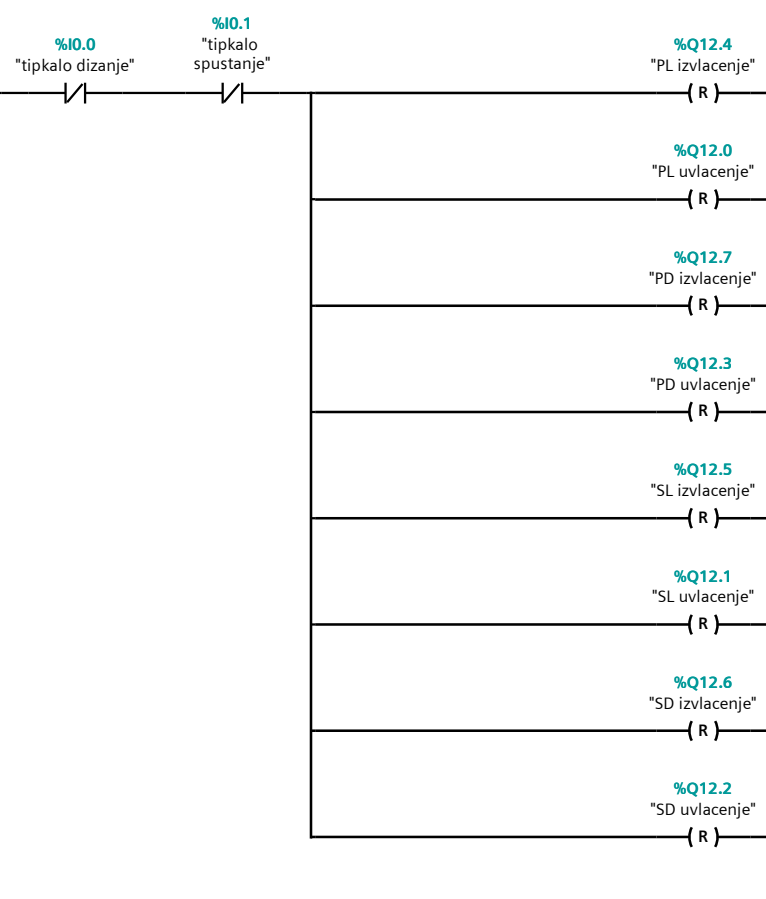 %I0.0
"tipkalo dizanje"
%I0.1
"tipkalo
spustanje"
%Q12.4
"PL izvlacenje"
R
%Q12.0
"PL uvlacenje"
R
%Q12.7
"PD izvlacenje"
R
%Q12.3
"PD uvlacenje"
R
%Q12.5
"SL izvlacenje"
R
%Q12.1
"SL uvlacenje"
R
%Q12.6
"SD izvlacenje"
R
%Q12.2
"SD uvlacenje"
R